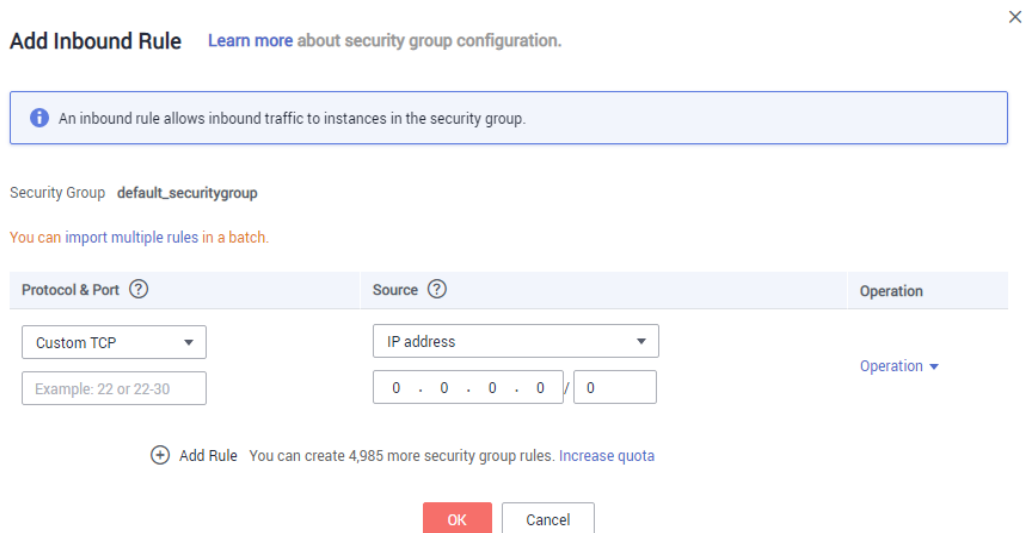 Add Inbound Rule Learn more about security group configuration.
An inbound rule allows inbound traffic to instances in the security group.
Security Group default_securitygroup
You can import multiple rules in a batch.
Protocol & Port ? Source ? Operation
Custom TCP IP address
Operation
Example: 22 or 22-30 0 . 0 . 0 . 0 / 0
Add Rule You can create 4,985 more security group rules. Increase quota
OK Cancel